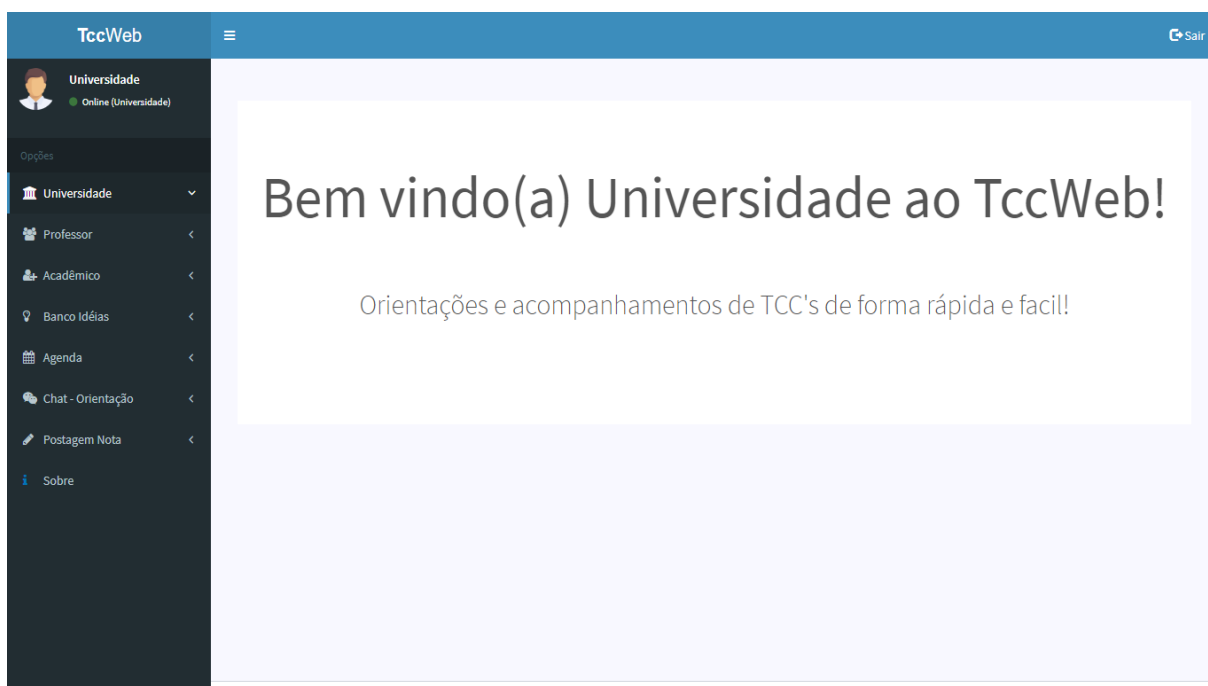 TccWeb
Sair
Universidade
Online (Universidade)
Opções
Universidade
Professor
Acadêmico
Banco Idéias
Agenda
Chat - Orientação
Postagem Nota
Sobre
Bem vindo(a) Universidade ao TccWeb!
Orientações e acompanhamentos de TCC's de forma rápida e facil!